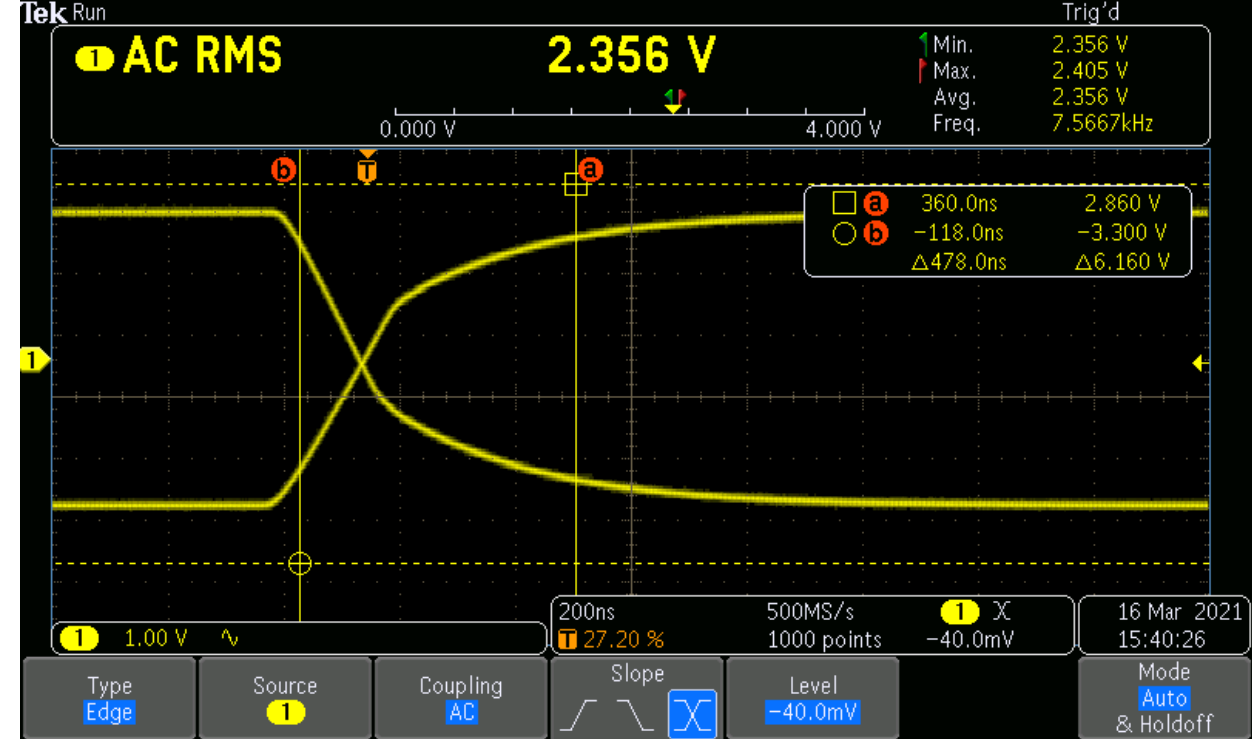 Tek Run Trig'd
1 AC RMS 2.356 V
Min. 2.356 V
Max. 2.405 V
Avg. 2.356 V
Freq. 7.5667kHz
0.000 V 4.000 V
b T a
a 360.0ns 2.860 V
b −118.0ns −3.300 V
△478.0ns △6.160 V
1
1 1.00 V
200ns 500MS/s 1
T 27.20 % 1000 points −40.0mV
16 Mar 2021
15:40:26
Type
Edge
Source
1
Coupling
AC
Slope
Level
−40.0mV
Mode
Auto
& Holdoff